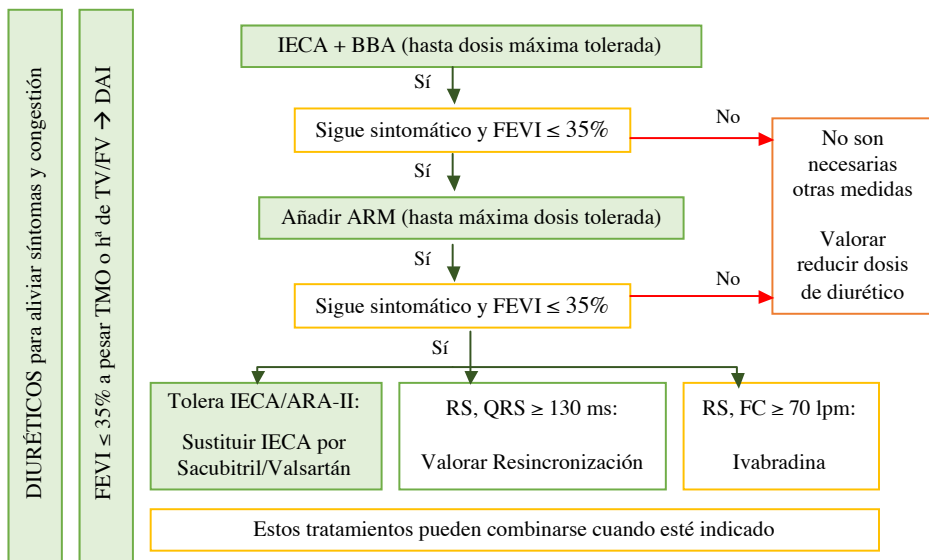 DIURÉTICOS para aliviar síntomas y congestión
FEVI ≤ 35% a pesar TMO o hª de TV/FV → DAI
IECA + BBA (hasta dosis máxima tolerada)
Sí
Sigue sintomático y FEVI ≤ 35%
No
Sí
Añadir ARM (hasta máxima dosis tolerada)
Sí
Sigue sintomático y FEVI ≤ 35%
No
No son
necesarias
otras medidas
Valorar
reducir dosis
de diurético
Sí
Tolera IECA/ARA-II:
Sustituir IECA por
Sacubitril/Valsartán
RS, QRS ≥ 130 ms:
Valorar Resincronización
RS, FC ≥ 70 lpm:
Ivabradina
Estos tratamientos pueden combinarse cuando esté indicado